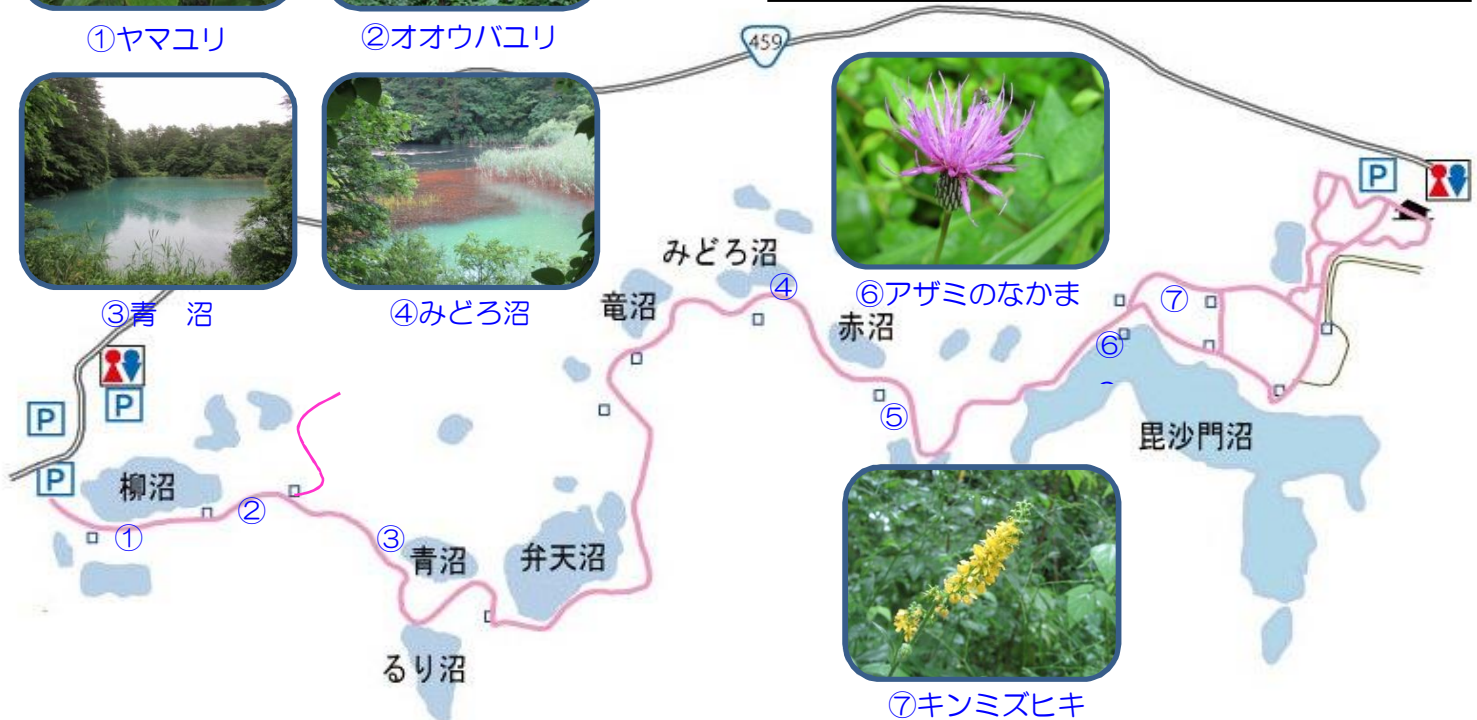 ①ヤマユリ
②オオウバユリ
459
③青　沼
④みどろ沼
⑥アザミのなかま
P
みどろ沼
④
竜沼
赤沼
⑦
⑥
⑤
毘沙門沼
P
P
P
柳沼
①
②
③
青沼
弁天沼
るり沼
⑦キンミズヒキ